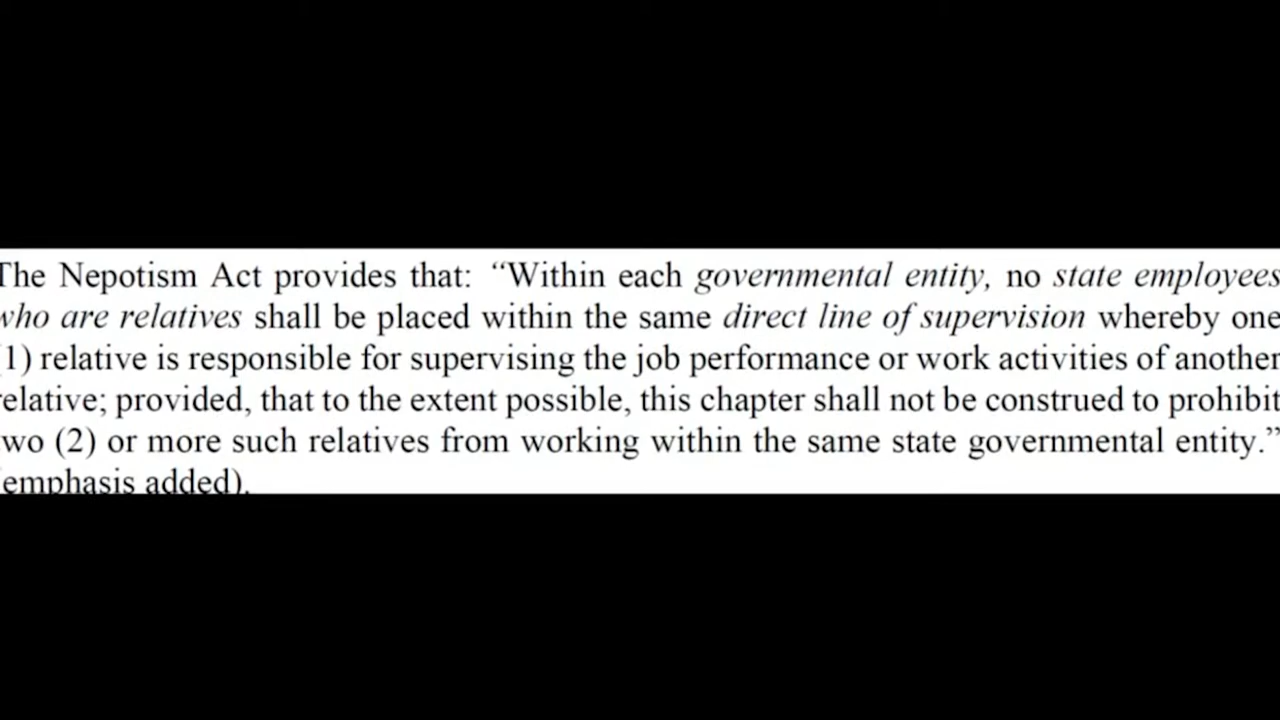 The Nepotism Act provides that: “Within each governmental entity, no state employees
who are relatives shall be placed within the same direct line of supervision whereby one
(1) relative is responsible for supervising the job performance or work activities of another
relative; provided, that to the extent possible, this chapter shall not be construed to prohibit
two (2) or more such relatives from working within the same state governmental entity.”
(emphasis added).